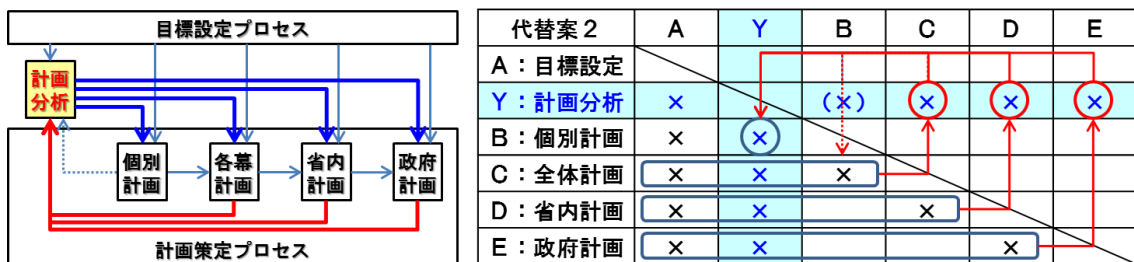 目標設定プロセス
計画
分析
個別
計画
各幕
計画
省内
計画
政府
計画
計画策定プロセス
代替案２ A Y B C D E
A：目標設定
Y：計画分析 × (×) × × ×
B：個別計画 × ×
C：全体計画 × × ×
D：省内計画 × × ×
E：政府計画 × × ×